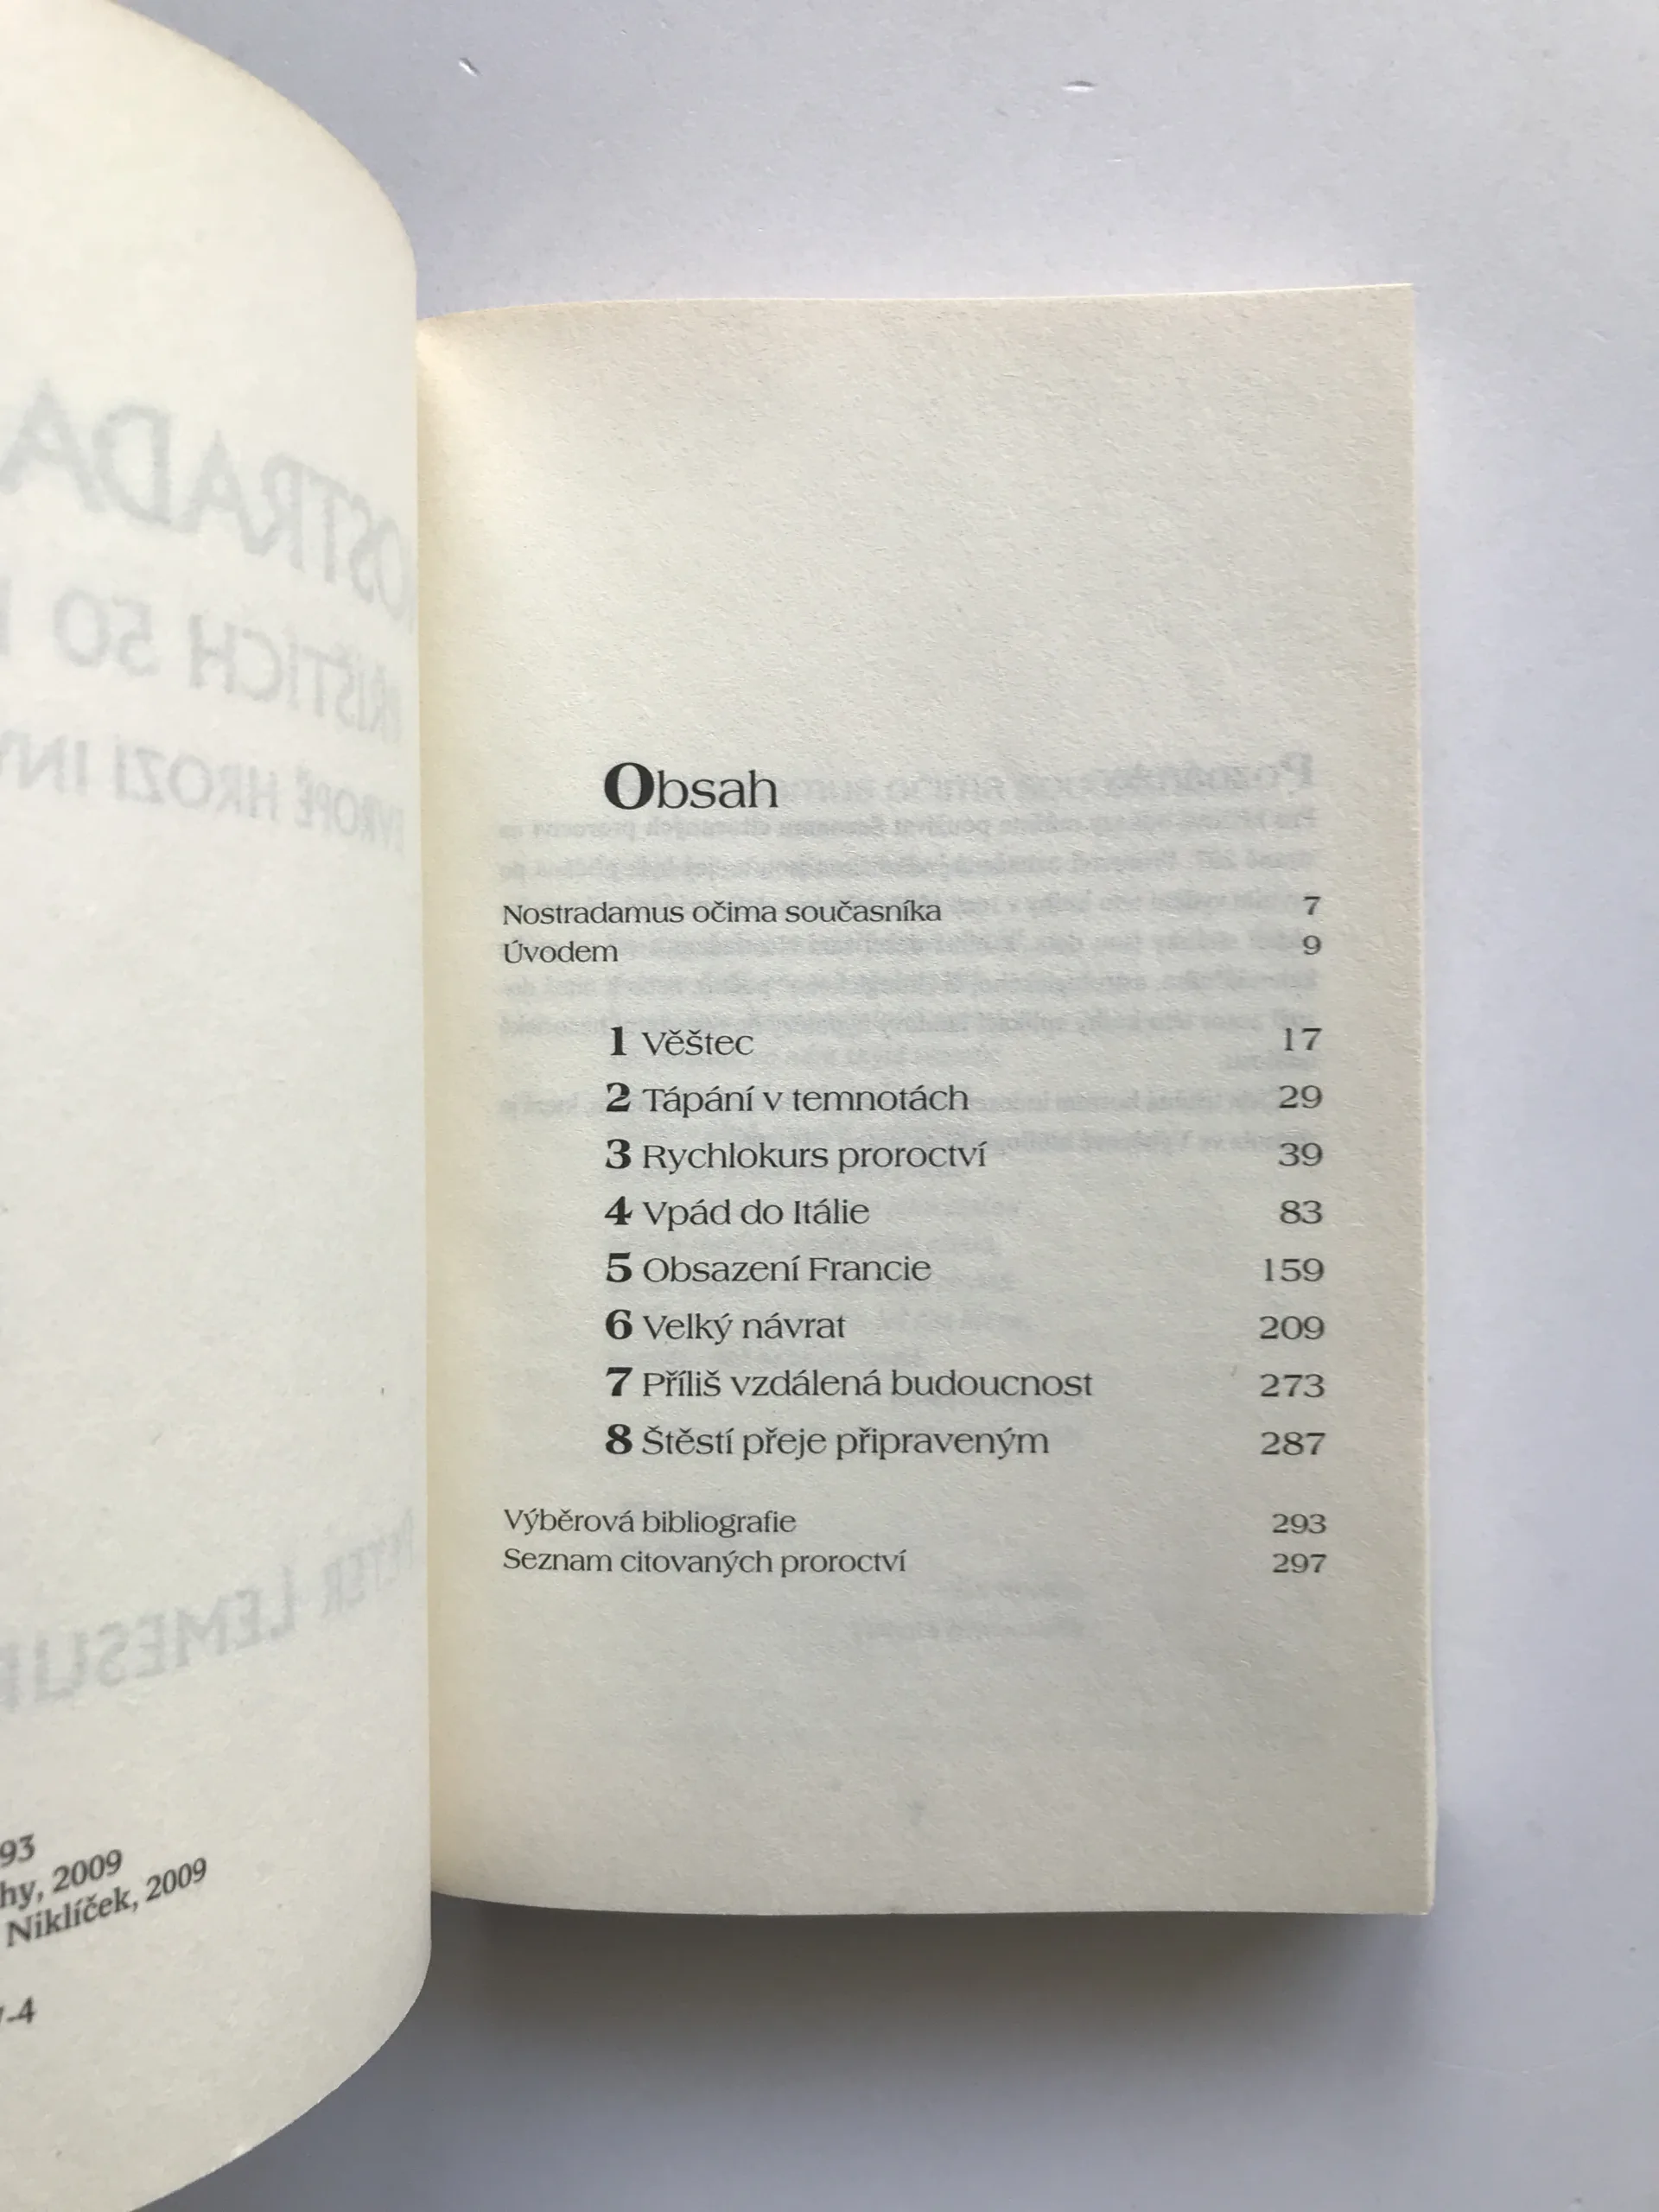 93
hy, 2009
Niklíček, 2009
-4
Obsah
Nostradamus očima současníka 7
Úvodem 9
1 Věštec 17
2 Tápání v temnotách 29
3 Rychlokurs proroctví 39
4 Vpád do Itálie 83
5 Obsazení Francie 159
6 Velký návrat 209
7 Příliš vzdálená budoucnost 273
8 Štěstí přeje připraveným 287
Výběrová bibliografie 293
Seznam citovaných proroctví 297